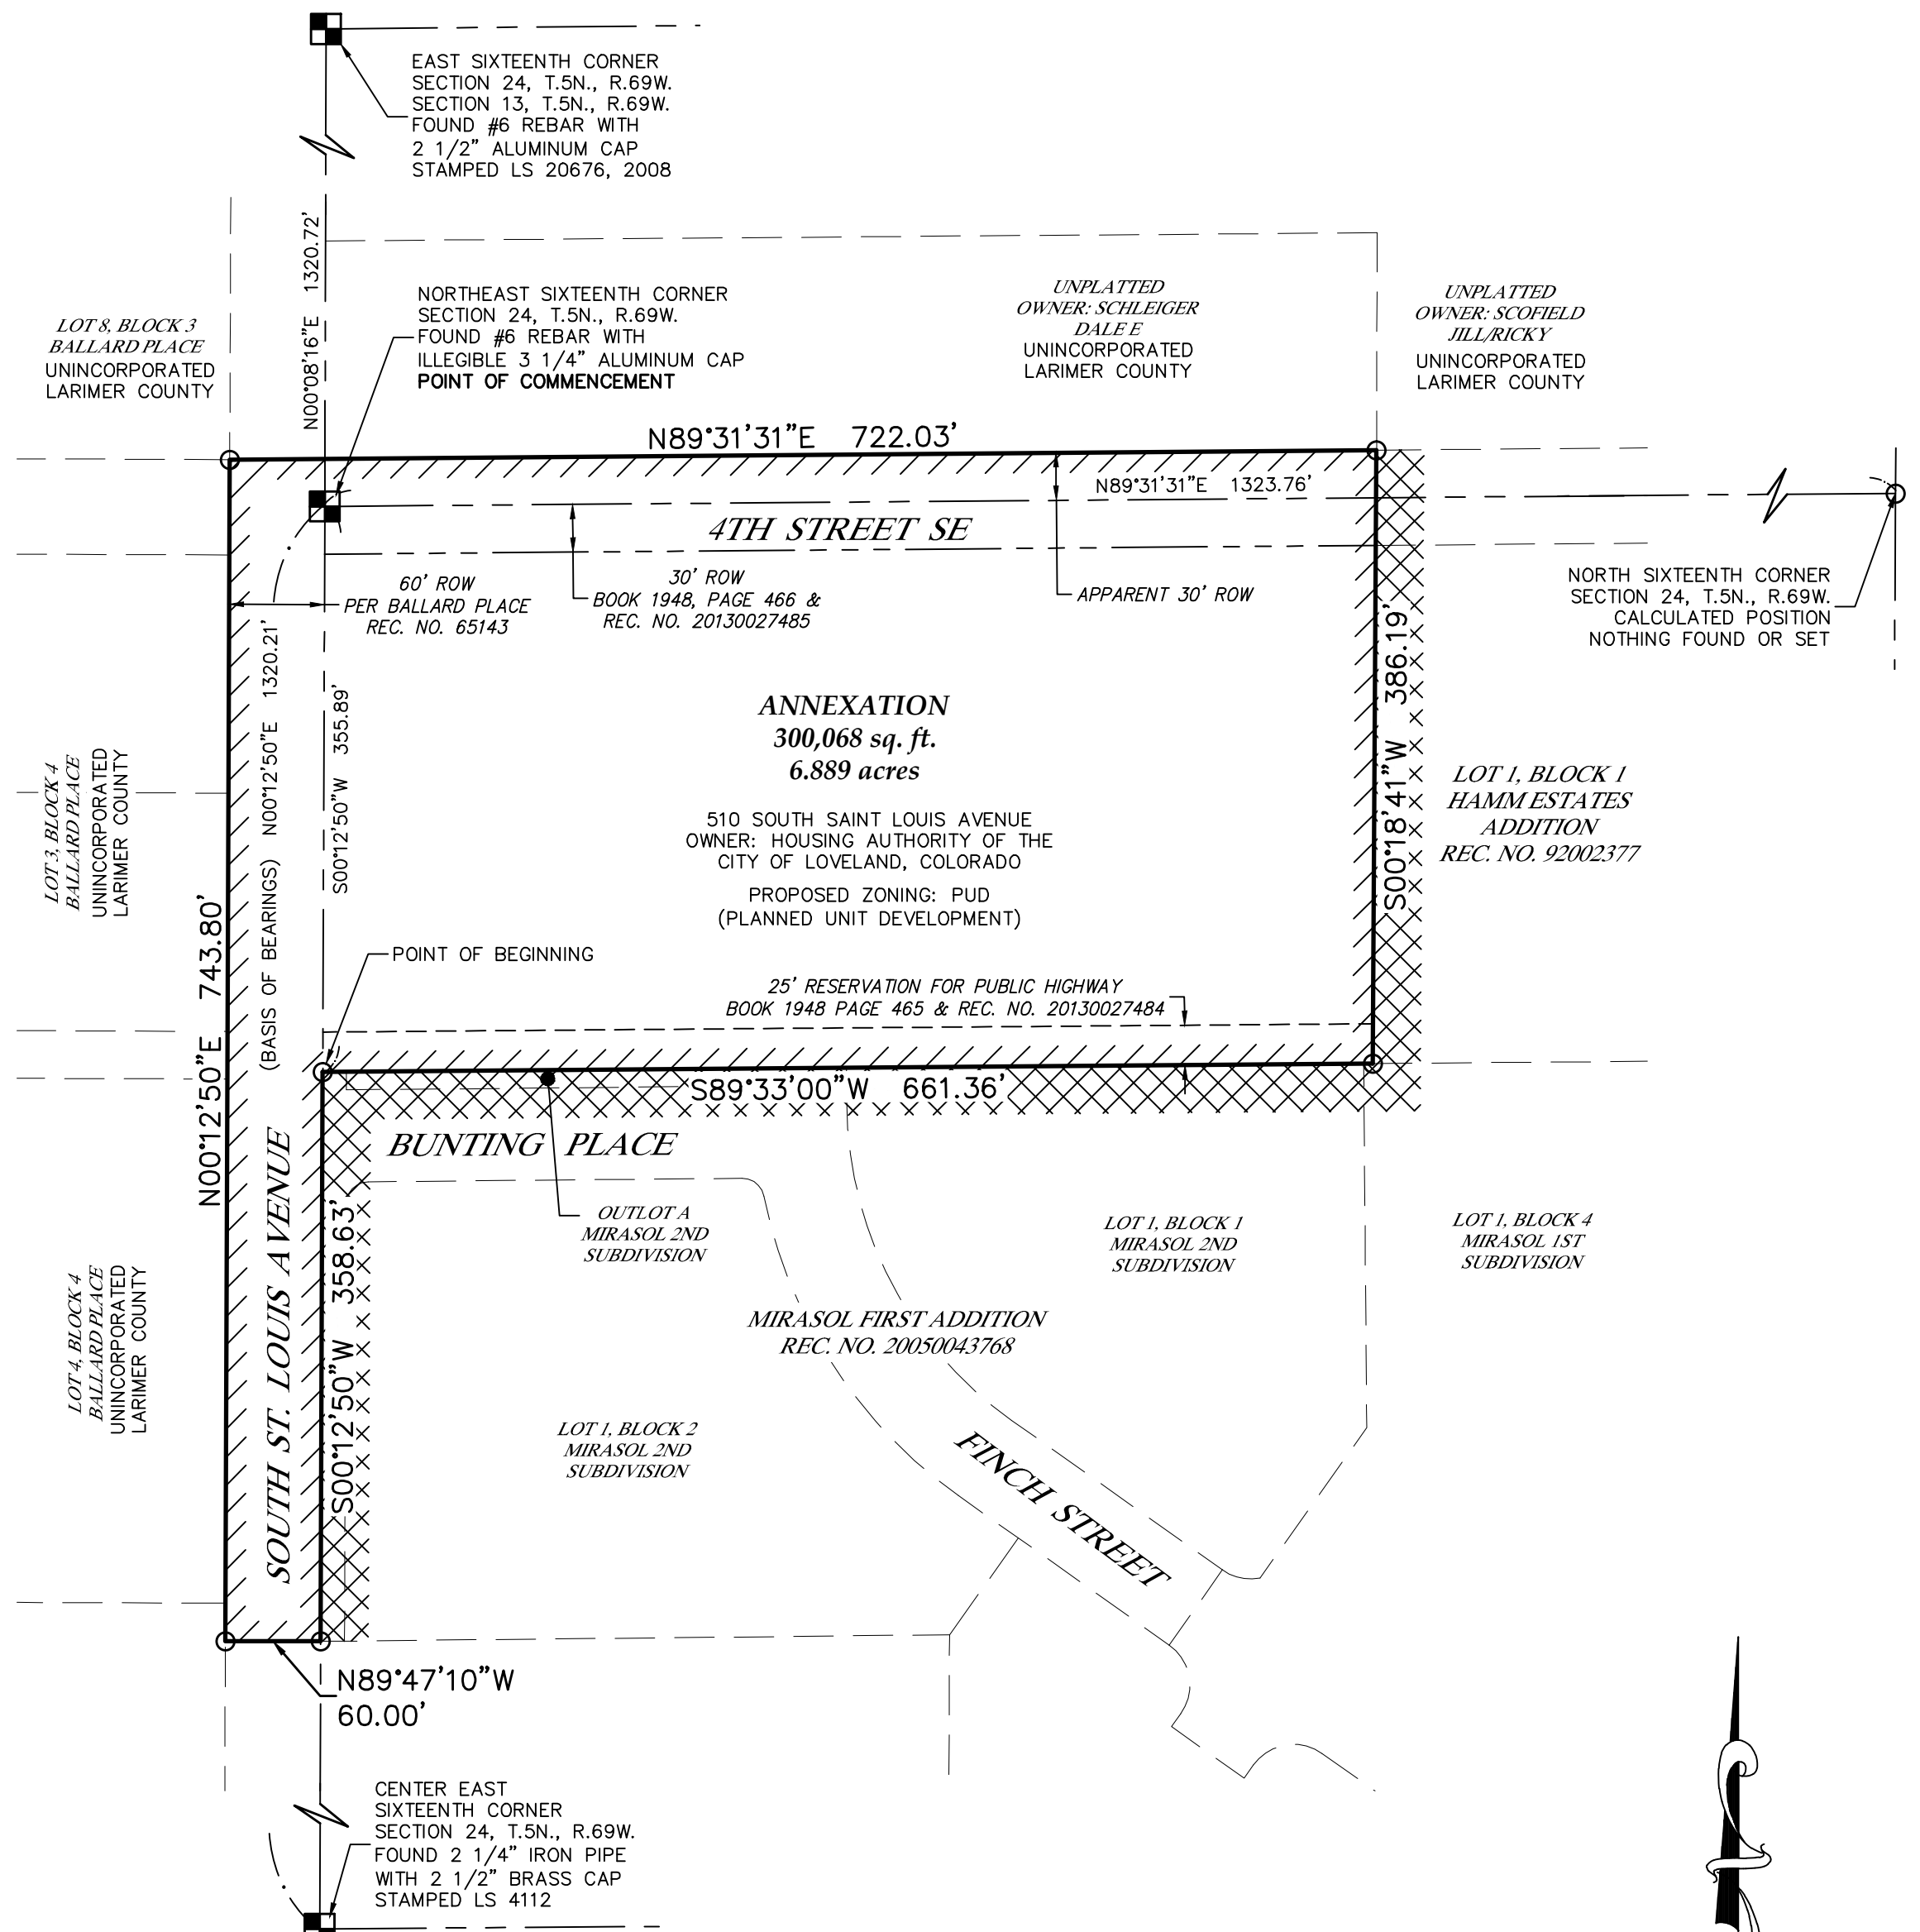 EAST SIXTEENTH CORNER
SECTION 24, T.5N., R.69W.
SECTION 13, T.5N., R.69W.
FOUND #6 REBAR WITH
2 1/2" ALUMINUM CAP
STAMPED LS 20676, 2008
N00°08'16"E 1320.72'
NORTHEAST SIXTEENTH CORNER
SECTION 24, T.5N., R.69W.
FOUND #6 REBAR WITH
ILLEGIBLE 3 1/4" ALUMINUM CAP
POINT OF COMMENCEMENT
LOT 8, BLOCK 3
BALLARD PLACE
UNINCORPORATED
LARIMER COUNTY
UNPLATTED
OWNER: SCHLEIGER
DALE E
UNINCORPORATED
LARIMER COUNTY
UNPLATTED
OWNER: SCOFIELD
JILL/RICKY
UNINCORPORATED
LARIMER COUNTY
N89°31'31"E 722.03'
N89°31'31"E 1323.76'
4TH STREET SE
60' ROW
PER BALLARD PLACE
REC. NO. 65143
30' ROW
BOOK 1948, PAGE 466 &
REC. NO. 20130027485
APPARENT 30' ROW
NORTH SIXTEENTH CORNER
SECTION 24, T.5N., R.69W.
CALCULATED POSITION
NOTHING FOUND OR SET
(BASIS OF BEARINGS) N00°12'50"E 1320.21'
S00°12'50"W 355.89'
ANNEXATION
300,068 sq. ft.
6.889 acres
510 SOUTH SAINT LOUIS AVENUE
OWNER: HOUSING AUTHORITY OF THE
CITY OF LOVELAND, COLORADO
PROPOSED ZONING: PUD
(PLANNED UNIT DEVELOPMENT)
S00°18'41"W 386.19'
LOT 1, BLOCK 1
HAMM ESTATES
ADDITION
REC. NO. 92002377
LOT 3, BLOCK 4
BALLARD PLACE
UNINCORPORATED
LARIMER COUNTY
N00°12'50"E 743.80'
POINT OF BEGINNING
25' RESERVATION FOR PUBLIC HIGHWAY
BOOK 1948 PAGE 465 & REC. NO. 20130027484
S89°33'00"W 661.36'
BUNTING PLACE
SOUTH ST. LOUIS AVENUE
S00°12'50"W 358.63'
OUTLOT A
MIRASOL 2ND
SUBDIVISION
LOT 1, BLOCK 1
MIRASOL 2ND
SUBDIVISION
LOT 1, BLOCK 4
MIRASOL 1ST
SUBDIVISION
LOT 4, BLOCK 4
BALLARD PLACE
UNINCORPORATED
LARIMER COUNTY
MIRASOL FIRST ADDITION
REC. NO. 20050043768
LOT 1, BLOCK 2
MIRASOL 2ND
SUBDIVISION
FINCH STREET
N89°47'10"W
60.00'
CENTER EAST
SIXTEENTH CORNER
SECTION 24, T.5N., R.69W.
FOUND 2 1/4" IRON PIPE
WITH 2 1/2" BRASS CAP
STAMPED LS 4112